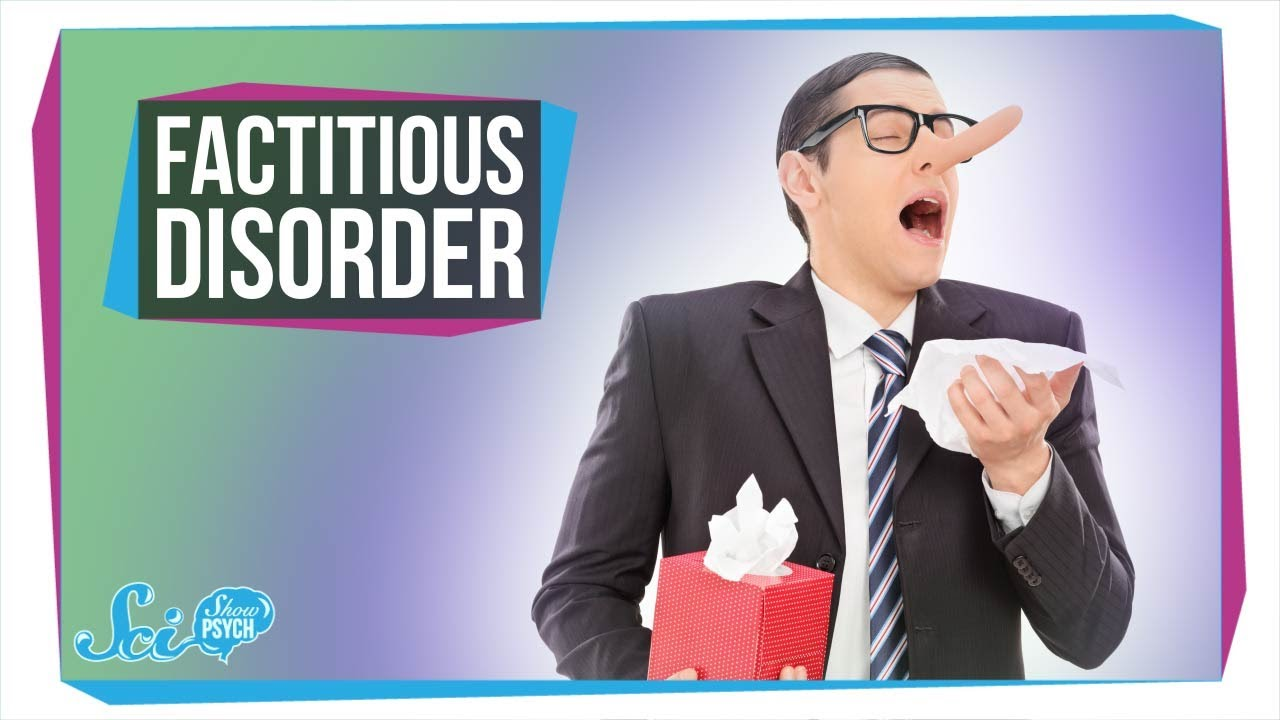 FACTITIOUS
DISORDER
Sci Show
PSYCH